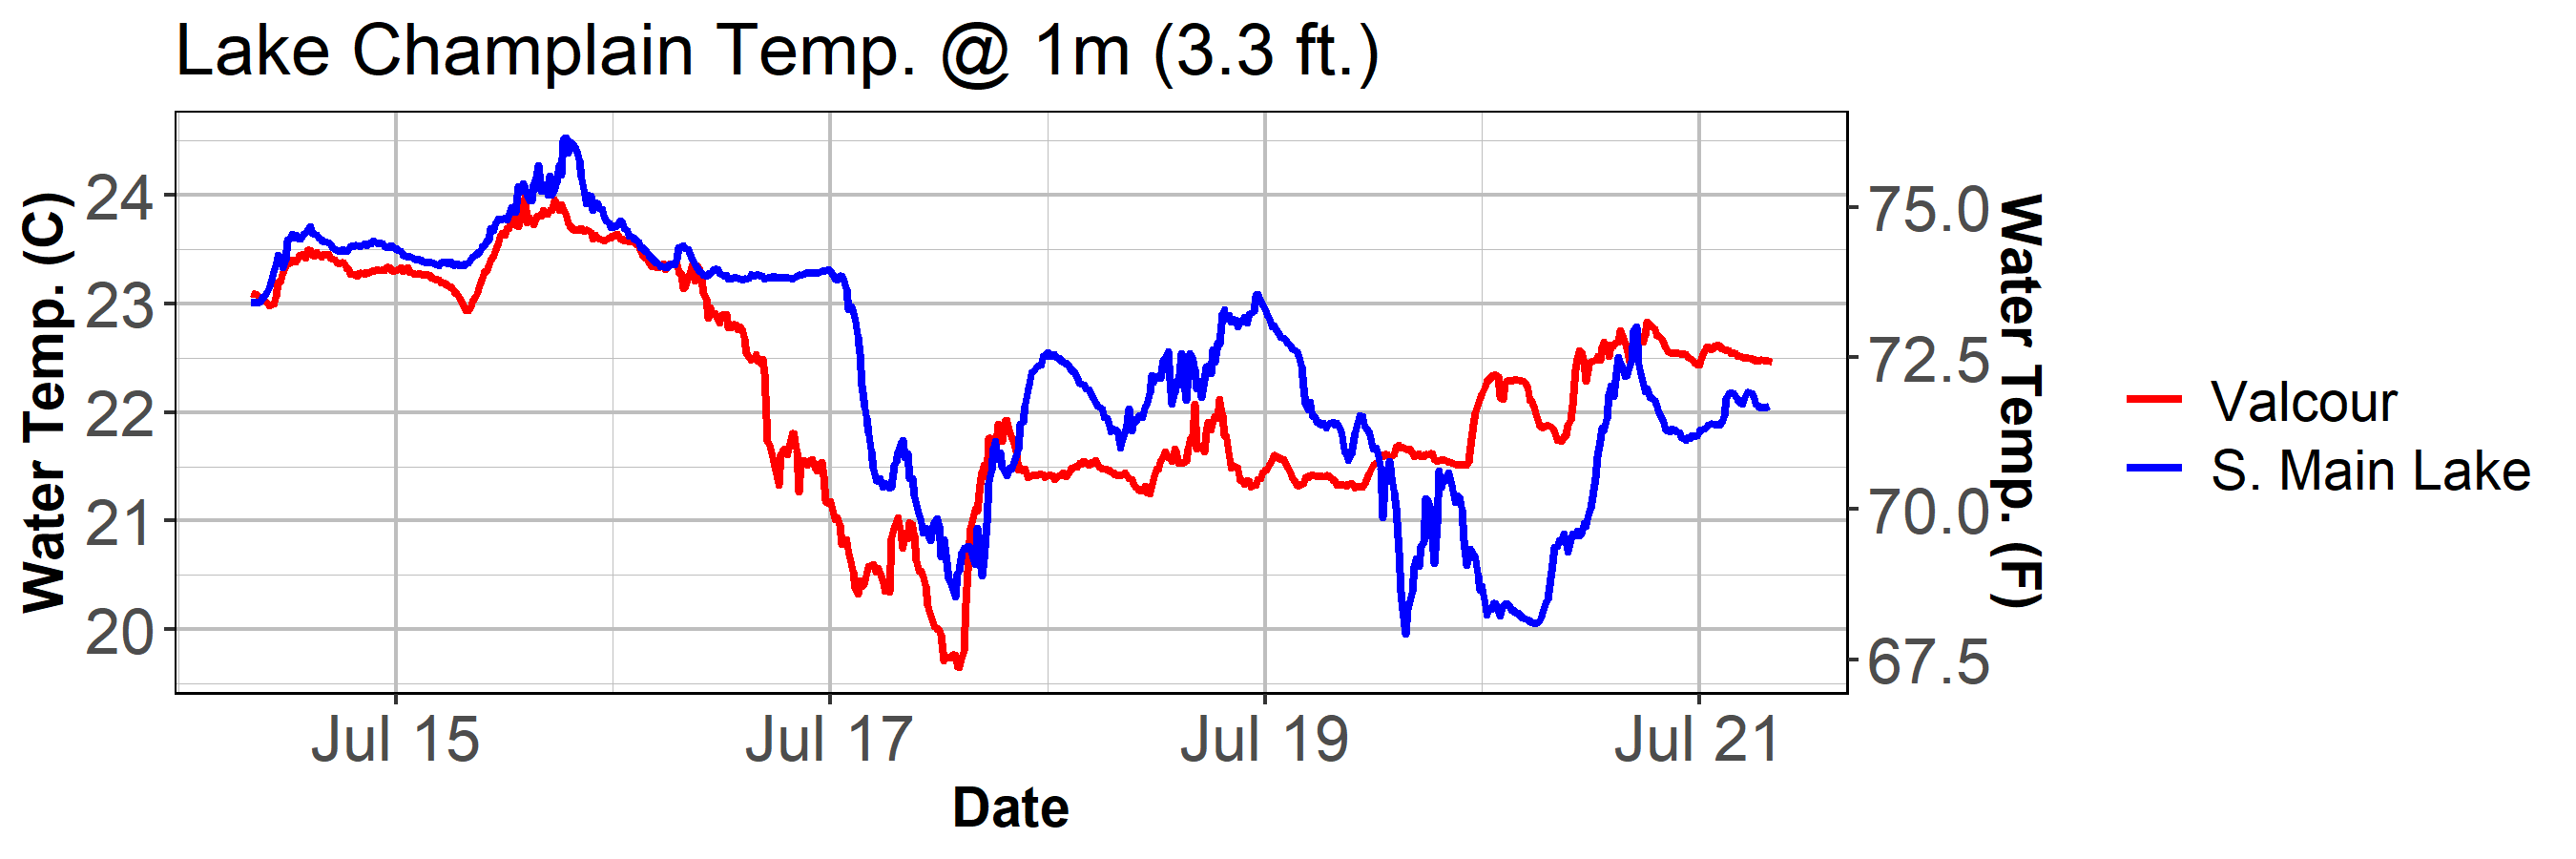 Lake Champlain Temp. @ 1m (3.3 ft.)
Water Temp. (C)
24
23
22
21
20
75.0
72.5
70.0
67.5
Water Temp. (F)
Jul 15
Jul 17
Jul 19
Jul 21
Date
Valcour
S. Main Lake